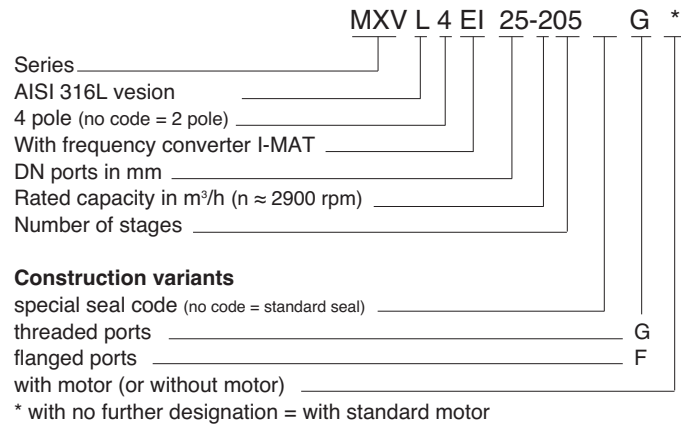 MXV L 4 EI 25-205 G *
Series
AISI 316L vesion
4 pole (no code = 2 pole)
With frequency converter I-MAT
DN ports in mm
Rated capacity in m³/h (n ≈ 2900 rpm)
Number of stages
Construction variants
special seal code (no code = standard seal)
threaded ports G
flanged ports F
with motor (or without motor)
* with no further designation = with standard motor